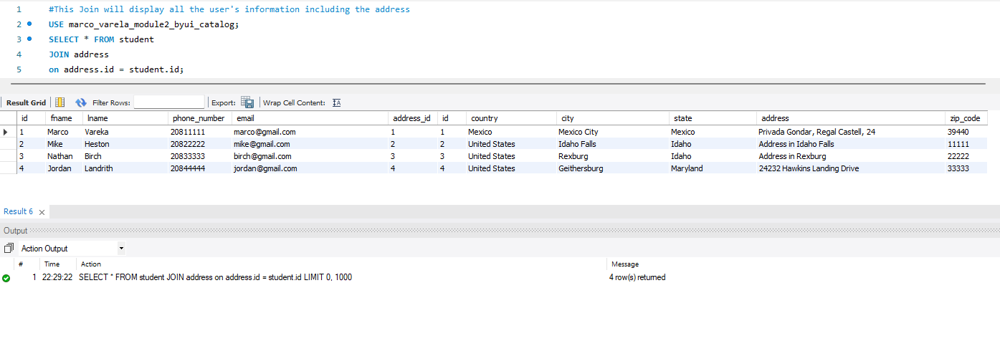 1 #This Join will display all the user's information including the address
2 USE marco_varela_module2_byui_catalog;
3 SELECT * FROM student
4 JOIN address
5 on address.id = student.id;
Result Grid Filter Rows: Export: Wrap Cell Content:
id fname lname phone_number email address_id id country city state address zip_code
1 Marco Vareka 20811111 marco@gmail.com 1 1 Mexico Mexico City Mexico Privada Gondar, Regal Castell, 24 39440
2 Mike Heston 20822222 mike@gmail.com 2 2 United States Idaho Falls Idaho Address in Idaho Falls 11111
3 Nathan Birch 20833333 birch@gmail.com 3 3 United States Rexburg Idaho Address in Rexburg 22222
4 Jordan Landrith 20844444 jordan@gmail.com 4 4 United States Geithersburg Maryland 24232 Hawkins Landing Drive 33333
Result 6
Output
Action Output
# Time Action Message
1 22:29:22 SELECT * FROM student JOIN address on address.id = student.id LIMIT 0, 1000 4 row(s) returned